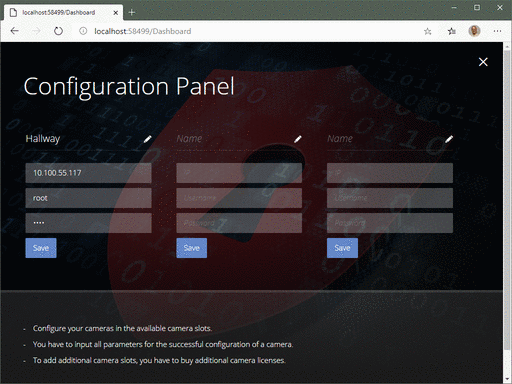 localhost:58499/Dashboard
localhost:58499/Dashboard
Configuration Panel
Hallway
Name
Name
10.100.55.117
IP
IP
root
Username
Username
••••
Password
Password
Save
Save
Save
- Configure your cameras in the available camera slots.
- You have to input all parameters for the successful configuration of a camera.
- To add additional camera slots, you have to buy additional camera licenses.